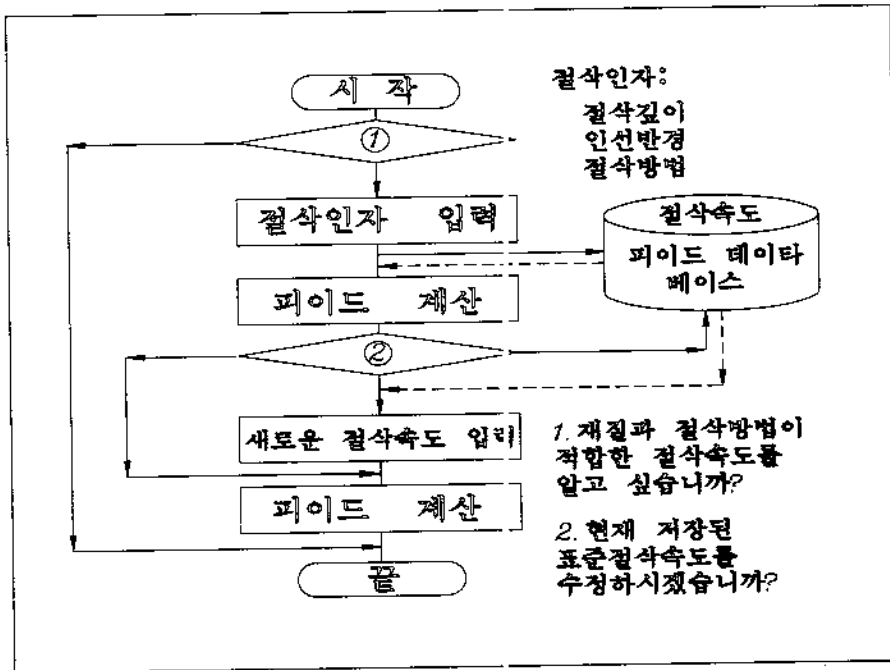 시 작
①
절삭인자 입력
피이드 계산
②
새로운 절삭속도 입력
피이드 계산
끝
절삭인자:
절삭깊이
인선반경
절삭방법
절삭속도
피이드 데이타
베이스
1. 재질과 절삭방법이
적합한 절삭속도를
알고 싶습니까?
2. 현재 저장된
표준절삭속도를
수정하시겠습니까?